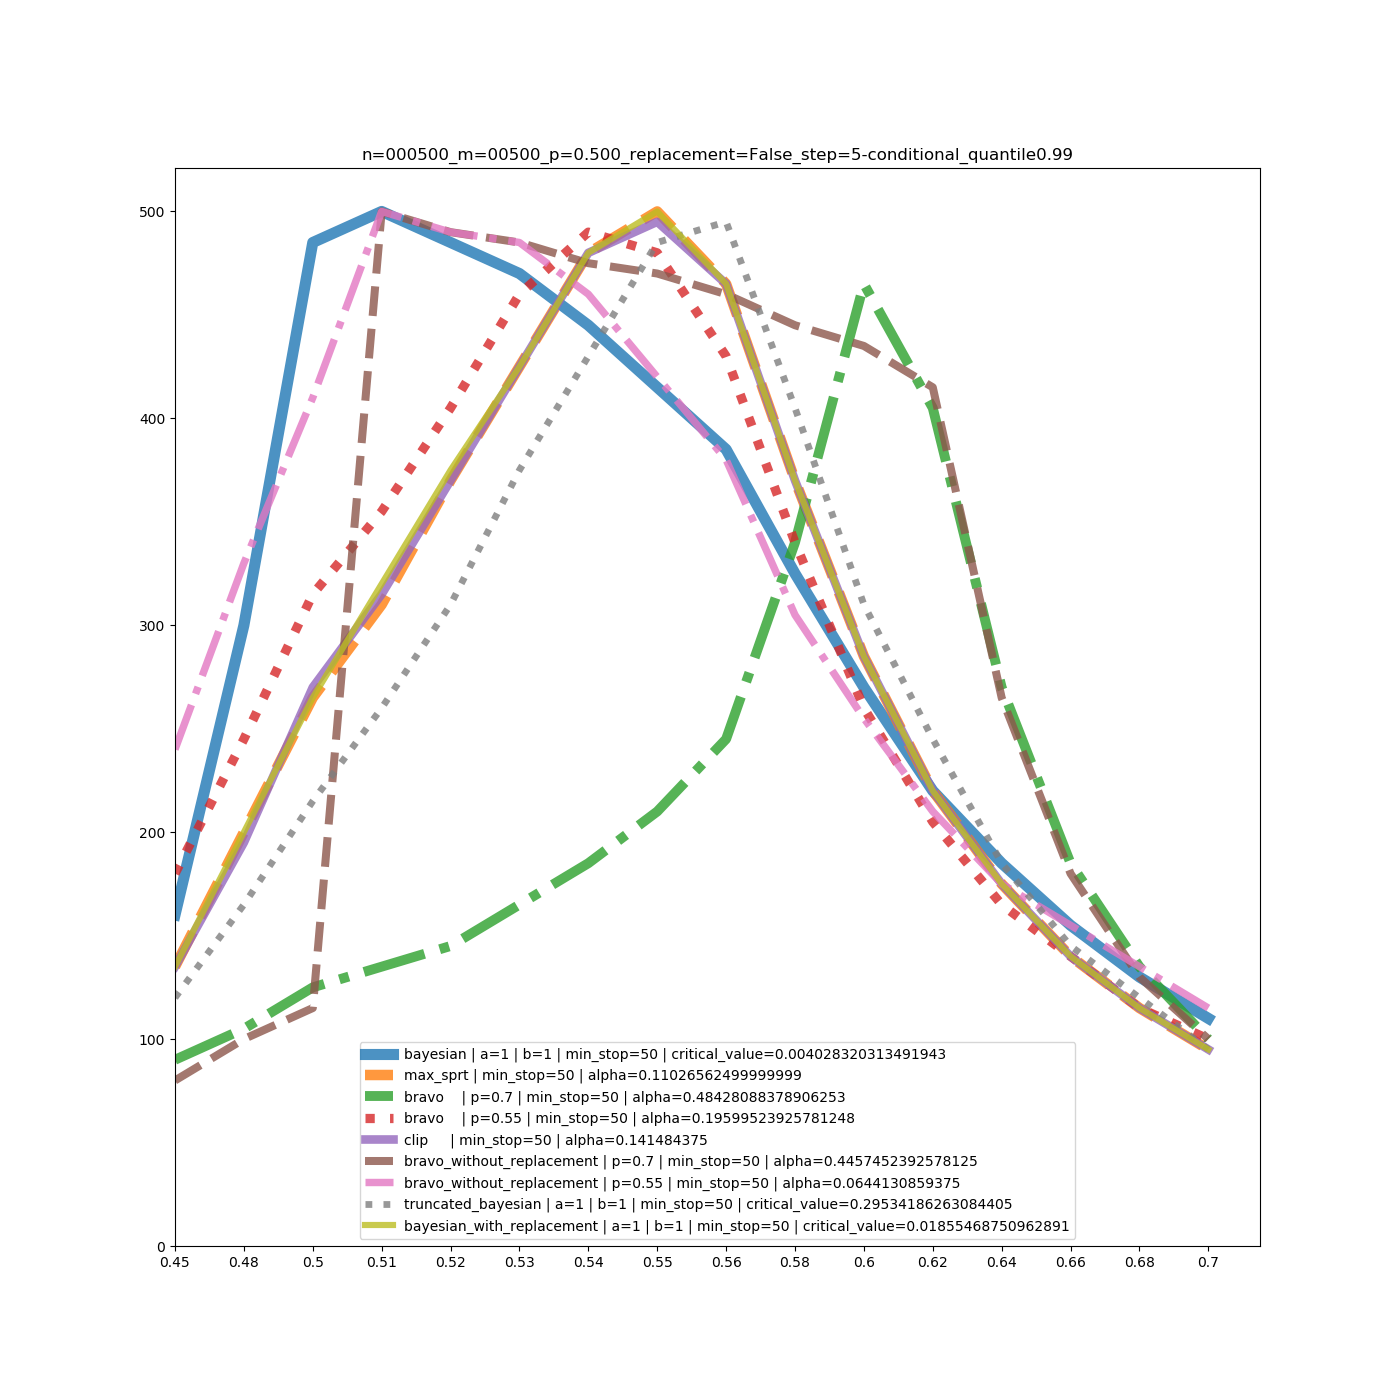 n=000500_m=00500_p=0.500_replacement=False_step=5-conditional_quantile0.99
500
400
300
200
100
0
bayesian | a=1 | b=1 | min_stop=50 | critical_value=0.004028320313491943
max_sprt | min_stop=50 | alpha=0.11026562499999999
bravo | p=0.7 | min_stop=50 | alpha=0.48428088378906253
bravo | p=0.55 | min_stop=50 | alpha=0.19599523925781248
clip | min_stop=50 | alpha=0.141484375
bravo_without_replacement | p=0.7 | min_stop=50 | alpha=0.4457452392578125
bravo_without_replacement | p=0.55 | min_stop=50 | alpha=0.0644130859375
truncated_bayesian | a=1 | b=1 | min_stop=50 | critical_value=0.29534186263084405
bayesian_with_replacement | a=1 | b=1 | min_stop=50 | critical_value=0.01855468750962891
0.45 0.48 0.5 0.51 0.52 0.53 0.54 0.55 0.56 0.58 0.6 0.62 0.64 0.66 0.68 0.7